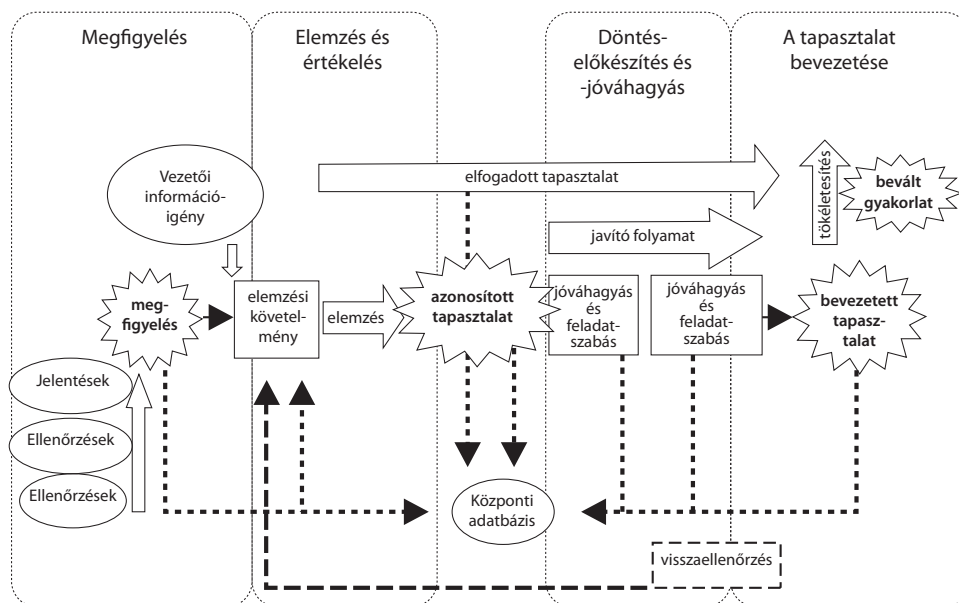 Megfigyelés
Elemzés és
értékelés
Döntés-
előkészítés és
-jóváhagyás
A tapasztalat
bevezetése
Vezetői
információ-
igény
elfogadott tapasztalat
tökéletesítés
bevált
gyakorlat
javító folyamat
meg-
figyelés
elemzési
követel-
mény
elemzés
azonosított
tapasztalat
jóváhagyás
és
feladat-
szabás
jóváhagyás
és
feladat-
szabás
bevezetett
tapasz-
talat
Jelentések
Ellenőrzések
Ellenőrzések
Központi
adatbázis
visszaellenőrzés